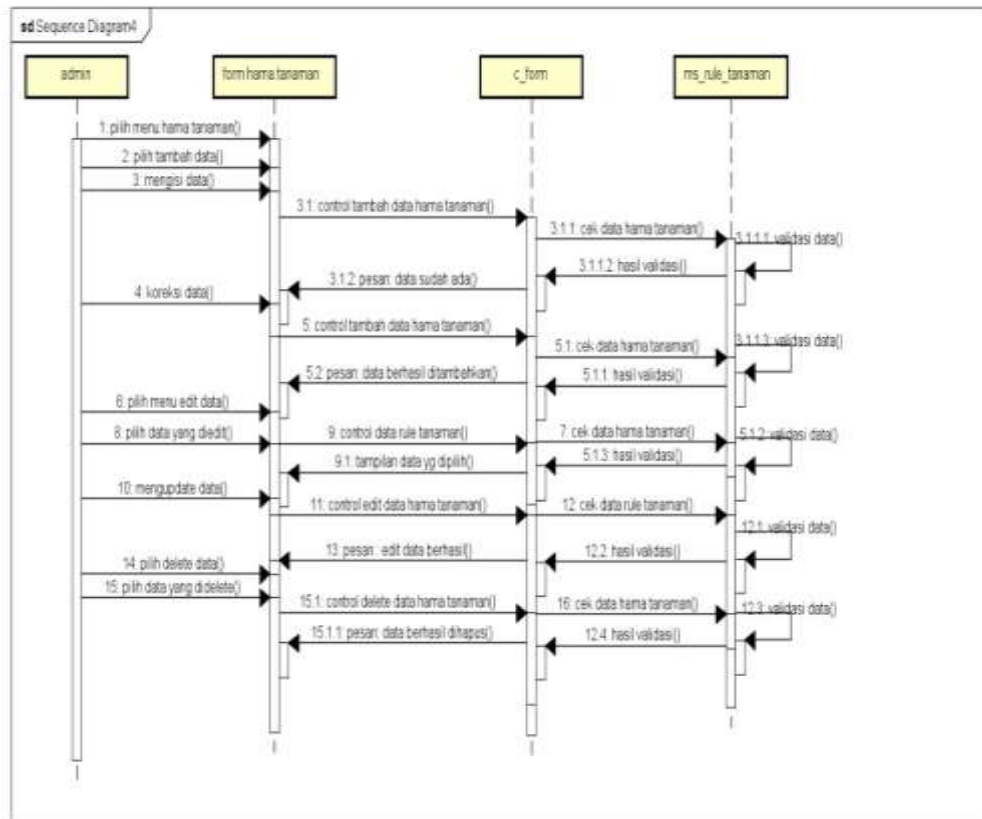 sd Sequence Diagram4
admin
form hama tanaman
c_form
ms_rule_tanaman
1: pilih menu hama tanaman()
2: pilih tambah data()
3: mengisi data()
3.1: control tambah data hama tanaman()
3.1.1: cek data hama tanaman()
3.1.1.1: validasi data()
3.1.1.2: hasil validasi()
3.1.2: pesan: data sudah ada()
4: koreksi data()
5: control tambah data hama tanaman()
3.1.1.3: validasi data()
5.1: cek data hama tanaman()
5.2: pesan: data berhasil ditambahkan()
5.1.1: hasil validasi()
6: pilih menu edit data()
8: pilih data yang diedit()
9: control data rule tanaman()
7: cek data hama tanaman()
5.1.2: validasi data()
9.1: tampilan data yg dipilih()
5.1.3: hasil validasi()
10: mengupdate data()
11: control edit data hama tanaman()
12: cek data rule tanaman()
12.1: validasi data()
13: pesan : edit data berhasil()
12.2: hasil validasi()
14: pilih delete data()
15: pilih data yang didelete()
15.1: control delete data hama tanaman()
16: cek data hama tanaman()
12.3: validasi data()
15.1.1: pesan: data berhasil dihapus()
12.4: hasil validasi()